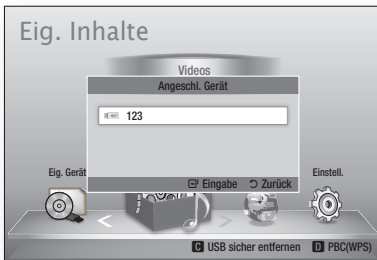 Eig. Inhalte
Videos
Angeschl. Gerät
123
Eig. Gerät
Einstell.
Eingabe Zurück
C USB sicher entfernen D PBC(WPS)